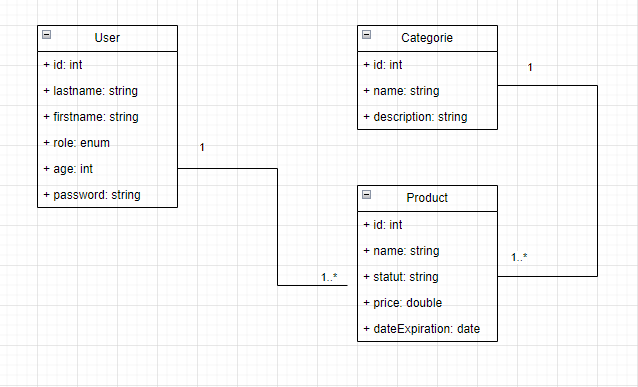 User
+ id: int
+ lastname: string
+ firstname: string
+ role: enum
+ age: int
+ password: string
1
1..*
Categorie
+ id: int
+ name: string
+ description: string
1
1..*
Product
+ id: int
+ name: string
+ statut: string
+ price: double
+ dateExpiration: date